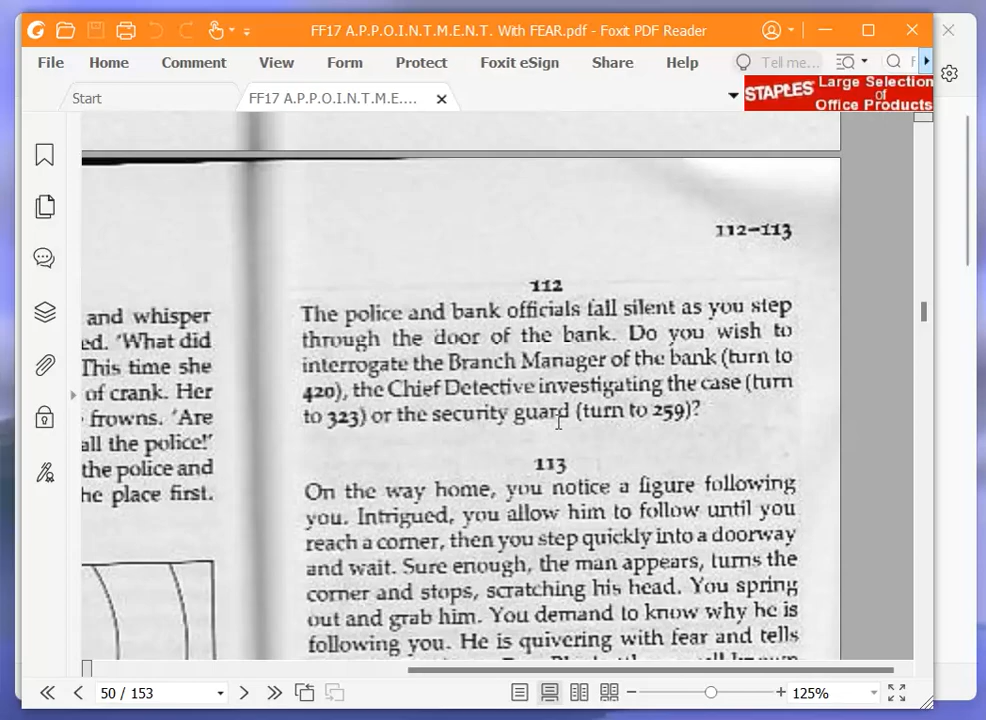 FF17 A.P.P.O.I.N.T.M.E.N.T. With FEAR.pdf - Foxit PDF Reader
File Home Comment View Form Protect Foxit eSign Share Help Tell me... F
Start FF17 A.P.P.O.I.N.T.M.E....
STAPLES Large Selection
of
Office Products
and whisper
ed. ‘What did
This time she
of crank. Her
frowns. ‘Are
all the police!’
the police and
he place first.
112–113
112
The police and bank officials fall silent as you step
through the door of the bank. Do you wish to
interrogate the Branch Manager of the bank (turn to
420), the Chief Detective investigating the case (turn
to 323) or the security guard (turn to 259)?
113
On the way home, you notice a figure following
you. Intrigued, you allow him to follow until you
reach a corner, then you step quickly into a doorway
and wait. Sure enough, the man appears, turns the
corner and stops, scratching his head. You spring
out and grab him. You demand to know why he is
following you. He is quivering with fear and tells
50 / 153
125%